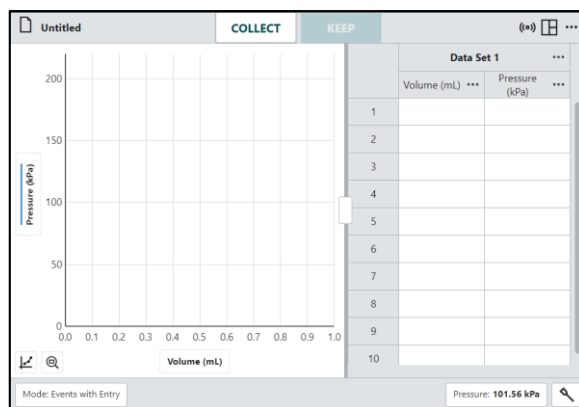 Untitled
COLLECT
KEEP
•••
Data Set 1 •••
Volume (mL) •••
Pressure
(kPa)
•••
1
2
3
4
5
6
7
8
9
10
Pressure (kPa)
200
150
100
50
0
0.0 0.1 0.2 0.3 0.4 0.5 0.6 0.7 0.8 0.9 1.0
Volume (mL)
Mode: Events with Entry
Pressure: 101.56 kPa